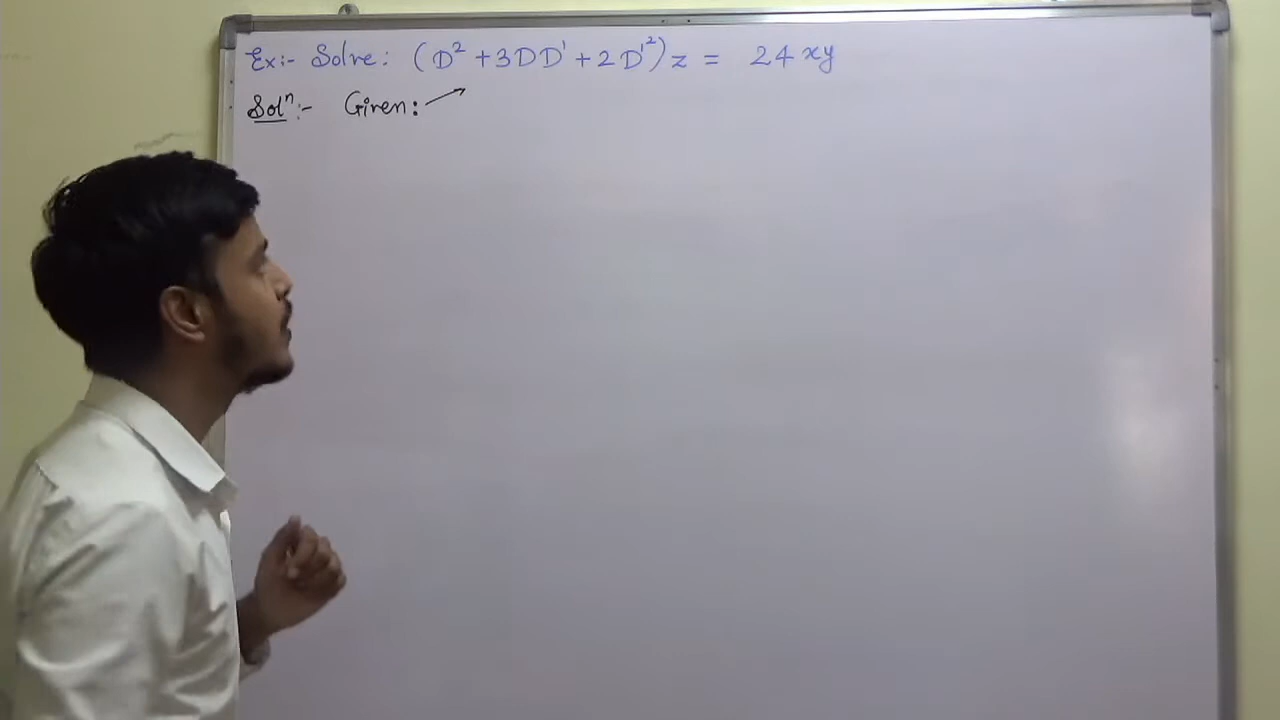 Ex:- Solve: (D² + 3DD' + 2D'²)z = 24xy
Solⁿ:- Given: